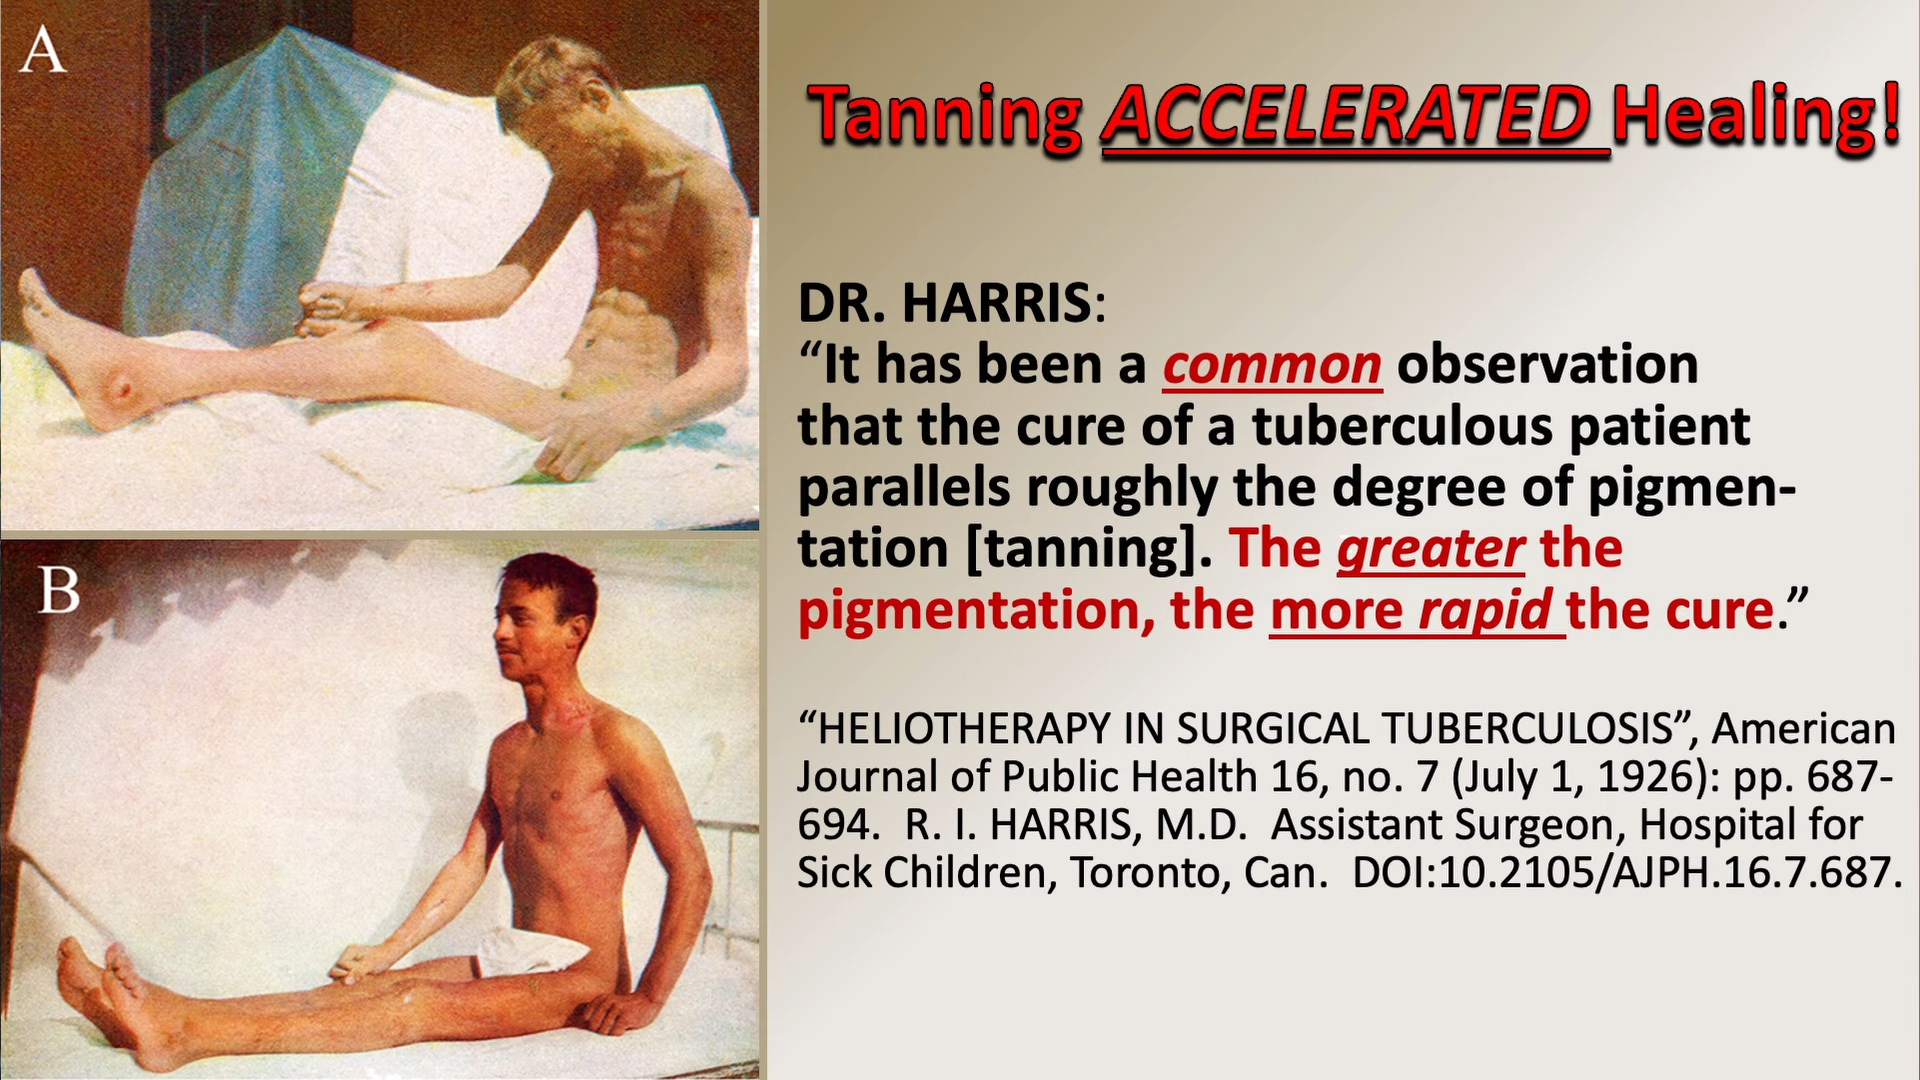 A
B
Tanning ACCELERATED Healing!
DR. HARRIS:
“It has been a common observation
that the cure of a tuberculous patient
parallels roughly the degree of pigmen-
tation [tanning]. The greater the
pigmentation, the more rapid the cure.”
“HELIOTHERAPY IN SURGICAL TUBERCULOSIS”, American
Journal of Public Health 16, no. 7 (July 1, 1926): pp. 687-
694.  R. I. HARRIS, M.D.  Assistant Surgeon, Hospital for
Sick Children, Toronto, Can.  DOI:10.2105/AJPH.16.7.687.